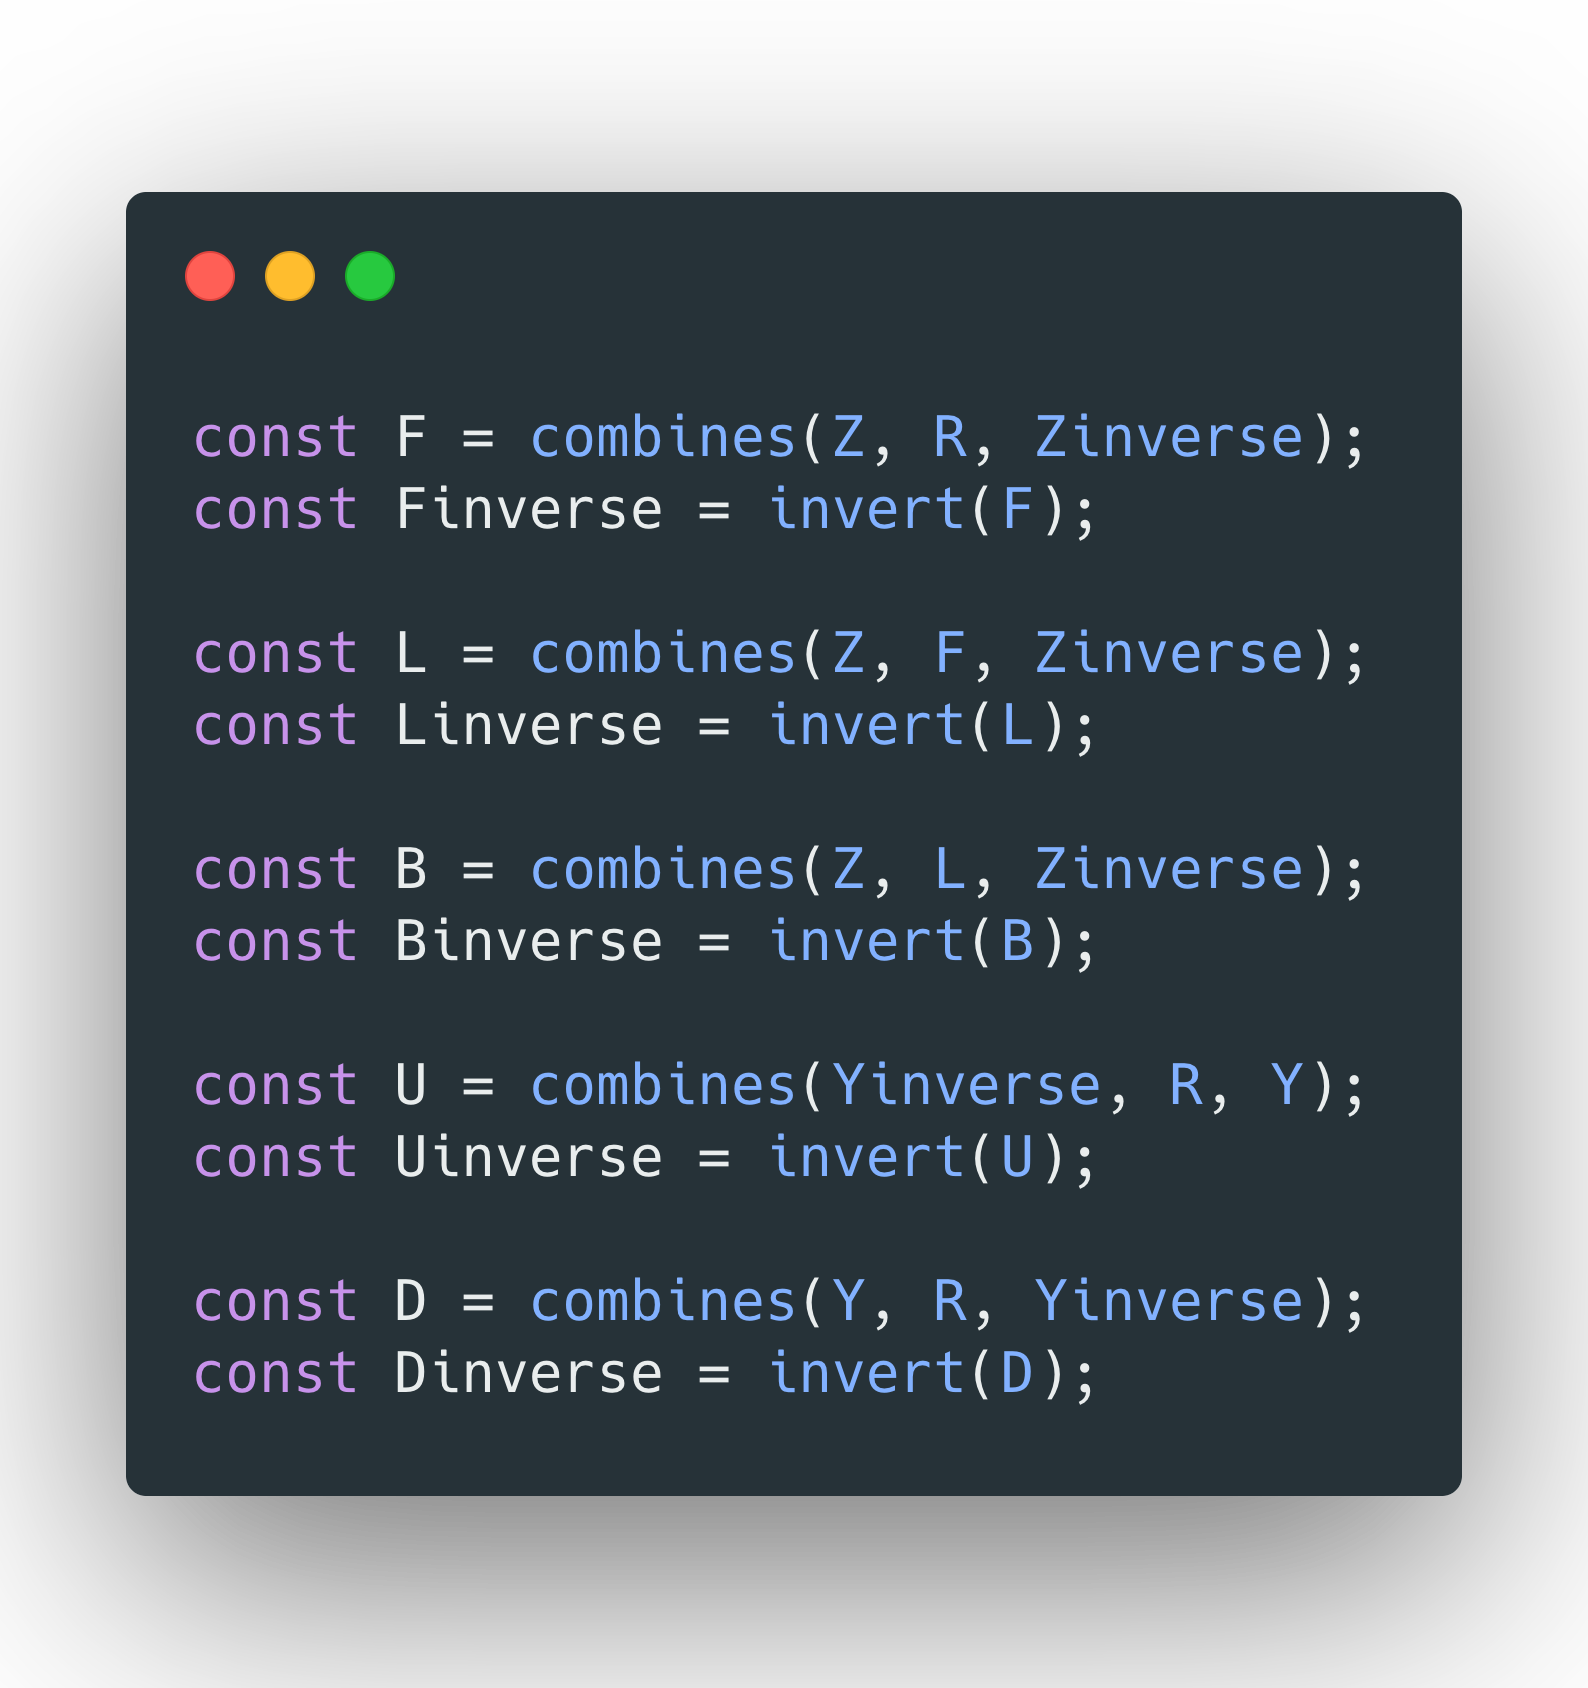 const F = combines(Z, R, Zinverse);
const Finverse = invert(F);
const L = combines(Z, F, Zinverse);
const Linverse = invert(L);
const B = combines(Z, L, Zinverse);
const Binverse = invert(B);
const U = combines(Yinverse, R, Y);
const Uinverse = invert(U);
const D = combines(Y, R, Yinverse);
const Dinverse = invert(D);